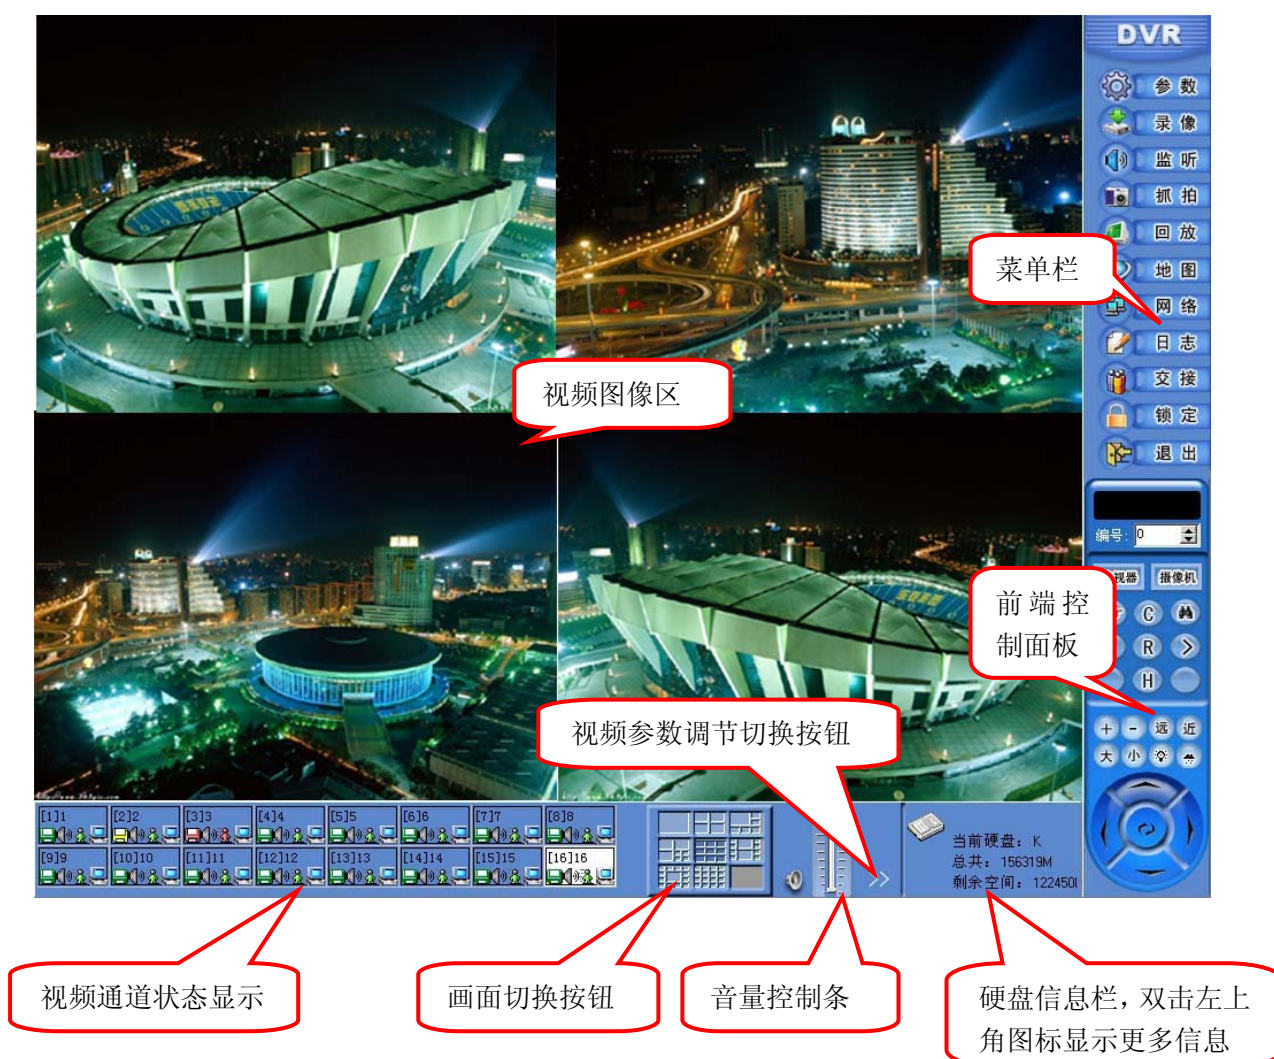 DVR
参 数
录 像
监 听
抓 拍
回 放
菜单栏
地 图
网 络
日 志
视频图像区
交 接
锁 定
退 出
编号: 0
视器
摄像机
前端控
制面板
C
R
H
视频参数调节切换按钮
+ - 远 近
大 小
[1]1 [2]2 [3]3 [4]4 [5]5 [6]6 [7]7 [8]8
[9]9 [10]10 [11]11 [12]12 [13]13 [14]14 [15]15 [16]16
当前硬盘: K
总共: 156319M
剩余空间: 122450
视频通道状态显示
画面切换按钮
音量控制条
硬盘信息栏，双击左上
角图标显示更多信息